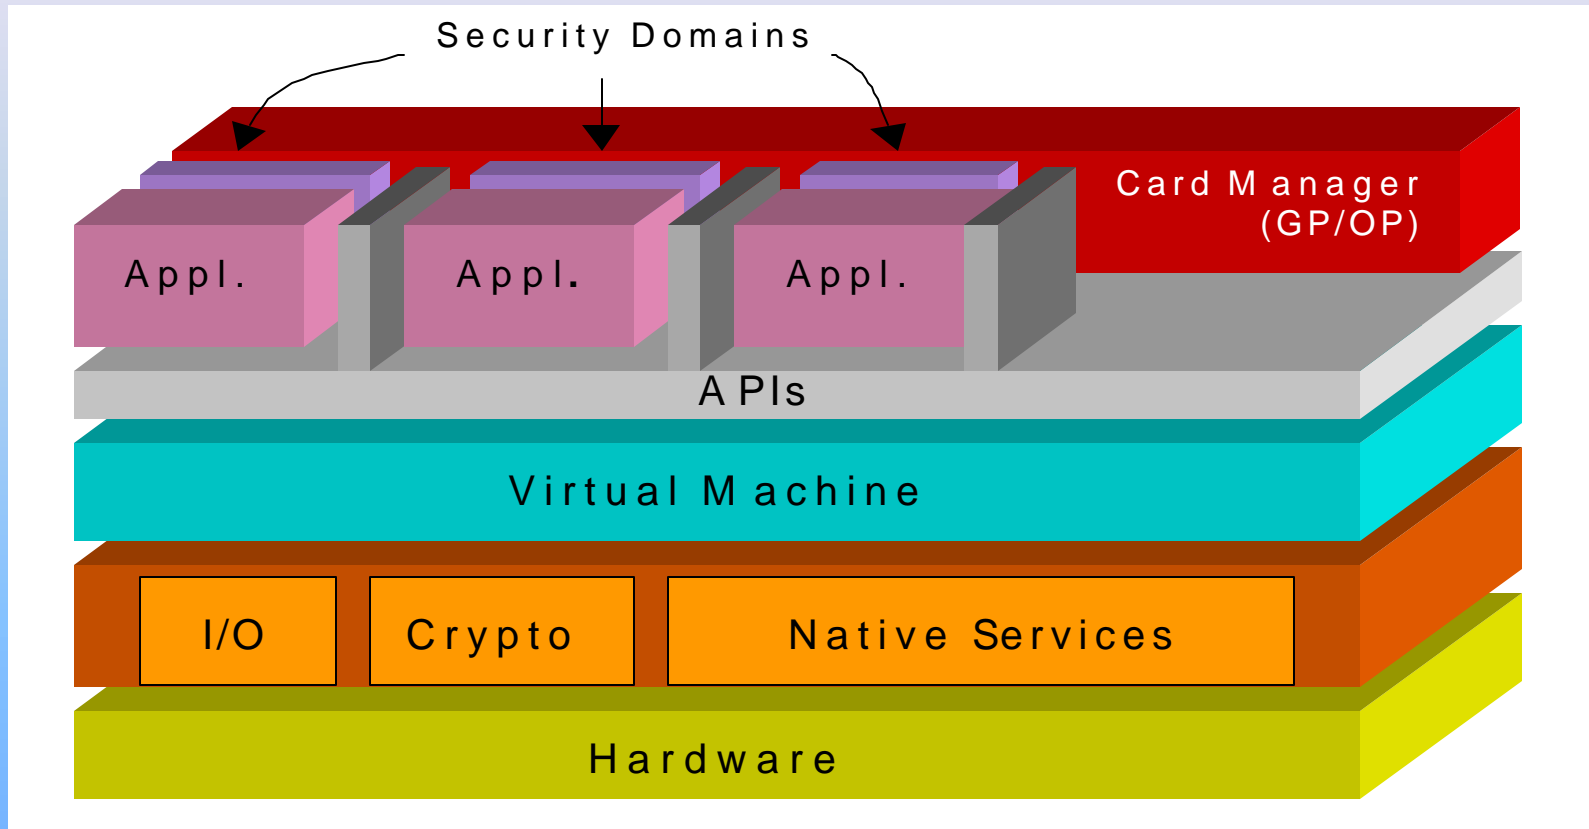 Security Domains
Card Manager
(GP/OP)
Appl.
Appl.
Appl.
APIs
Virtual Machine
I/O
Crypto
Native Services
Hardware